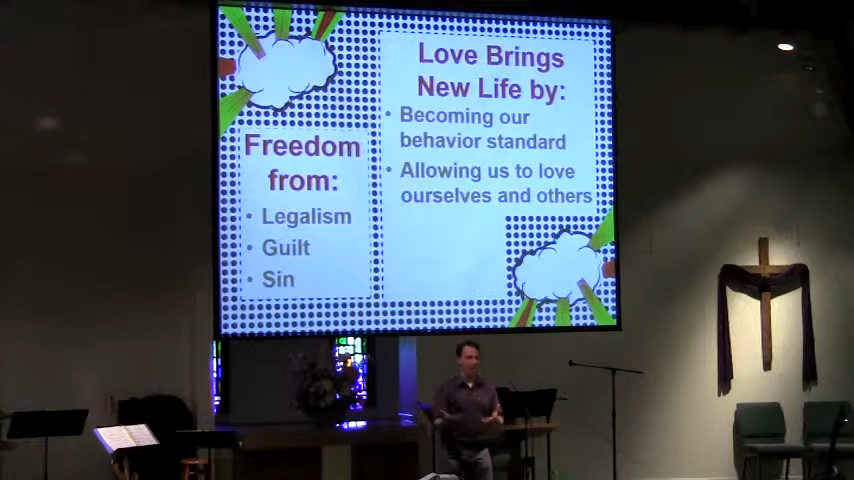 Freedom
from:
• Legalism
• Guilt
• Sin
Love Brings
New Life by:
• Becoming our
behavior standard
• Allowing us to love
ourselves and others